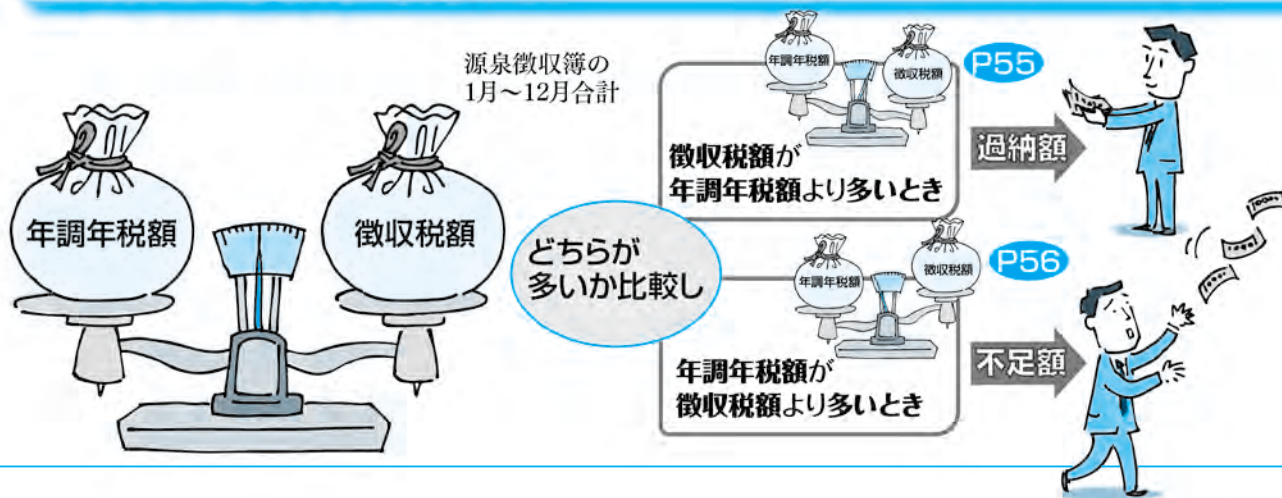 源泉徴収簿の
1月〜12月合計
年調年税額
徴収税額
どちらが
多いか比較し
年調年税額
徴収税額
徴収税額が
年調年税額より多いとき
P55
過納額
年調年税額
徴収税額
年調年税額が
徴収税額より多いとき
P56
不足額